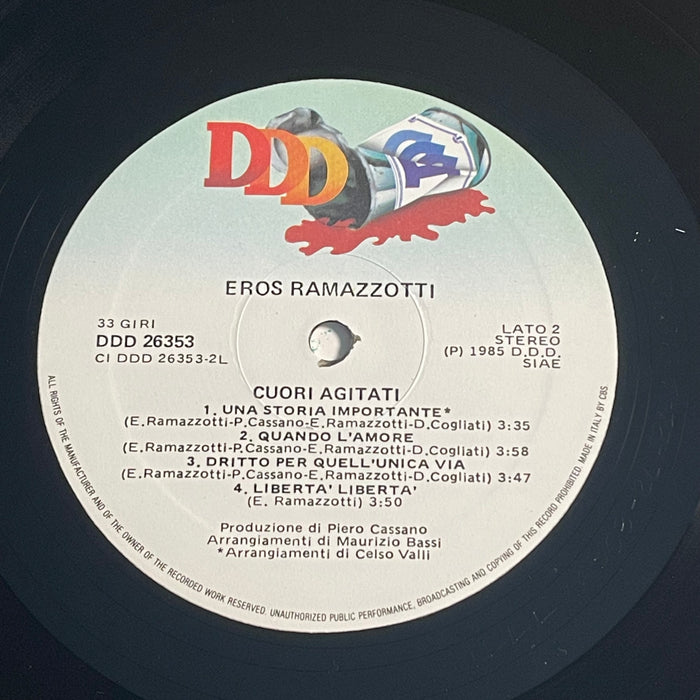 DDD
EROS RAMAZZOTTI
33 GIRI
DDD 26353
CI DDD 26353-2L
LATO 2
STEREO
(P) 1985 D.D.D.
SIAE
CUORI AGITATI
1. UNA STORIA IMPORTANTE*
(E.Ramazzotti-P.Cassano-E.Ramazzotti-D.Cogliati) 3:35
2. QUANDO L'AMORE
(E.Ramazzotti-P.Cassano-E.Ramazzotti-D.Cogliati) 3:58
3. DRITTO PER QUELL'UNICA VIA
(E.Ramazzotti-P.Cassano-E.Ramazzotti-D.Cogliati) 3:47
4. LIBERTA' LIBERTA'
(E. Ramazzotti) 3:50
Produzione di Piero Cassano
Arrangiamenti di Maurizio Bassi
*Arrangiamenti di Celso Valli
ALL RIGHTS OF THE MANUFACTURER AND OF THE OWNER OF THE RECORDED WORK RESERVED. UNAUTHORIZED PUBLIC PERFORMANCE, BROADCASTING AND COPYING OF THIS RECORD PROHIBITED. MADE IN ITALY BY CBS